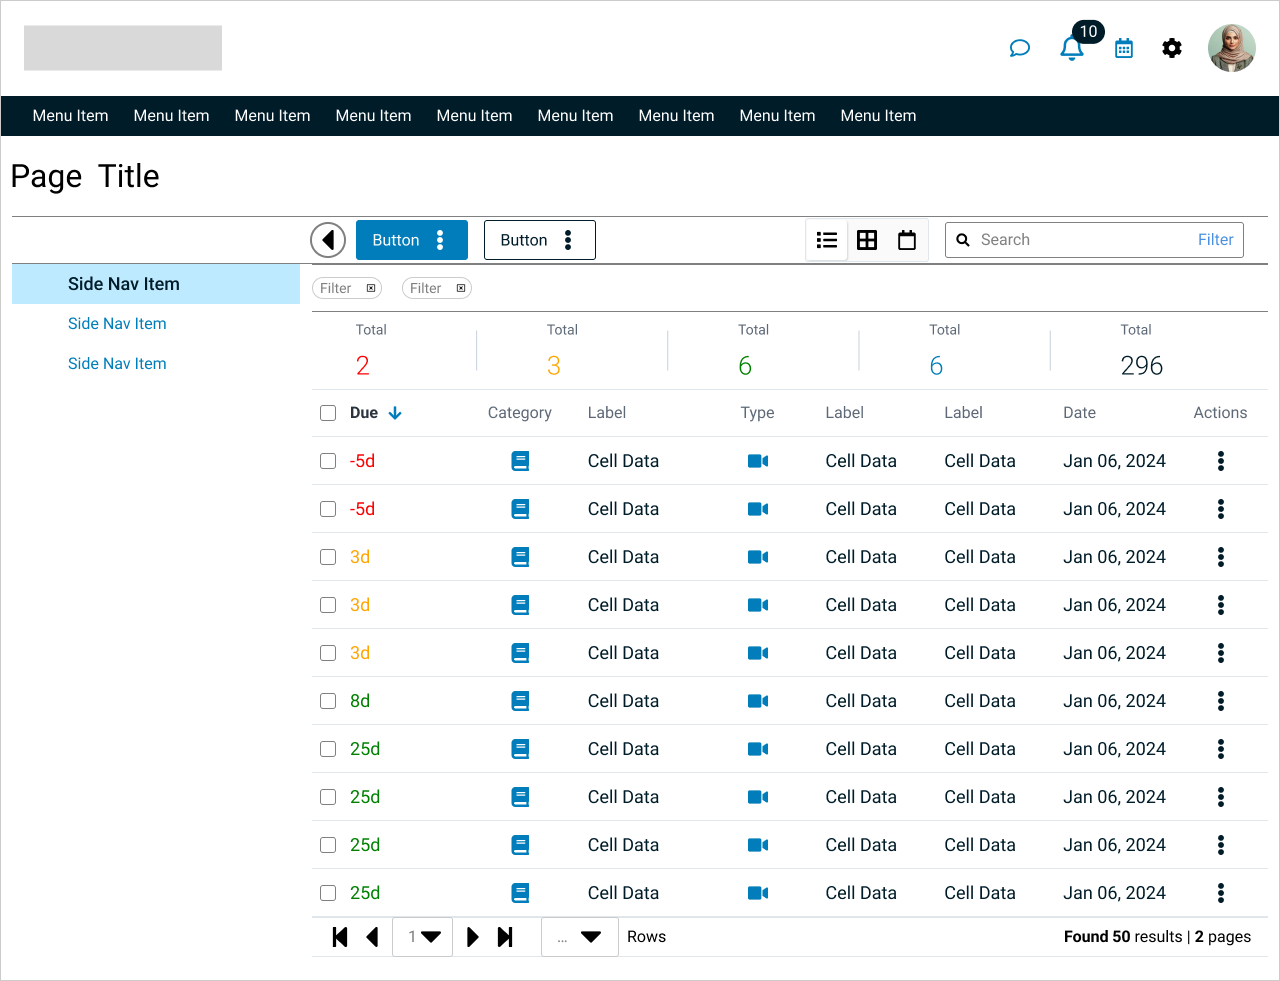 10
Menu Item Menu Item Menu Item Menu Item Menu Item Menu Item Menu Item Menu Item Menu Item
Page Title
Button Button Search Filter
Side Nav Item
Side Nav Item
Side Nav Item
Filter Filter
Total Total Total Total Total
2 3 6 6 296
Due Category Label Type Label Label Date Actions
-5d Cell Data Cell Data Cell Data Jan 06, 2024
-5d Cell Data Cell Data Cell Data Jan 06, 2024
3d Cell Data Cell Data Cell Data Jan 06, 2024
3d Cell Data Cell Data Cell Data Jan 06, 2024
3d Cell Data Cell Data Cell Data Jan 06, 2024
8d Cell Data Cell Data Cell Data Jan 06, 2024
25d Cell Data Cell Data Cell Data Jan 06, 2024
25d Cell Data Cell Data Cell Data Jan 06, 2024
25d Cell Data Cell Data Cell Data Jan 06, 2024
25d Cell Data Cell Data Cell Data Jan 06, 2024
1 ... Rows Found 50 results | 2 pages